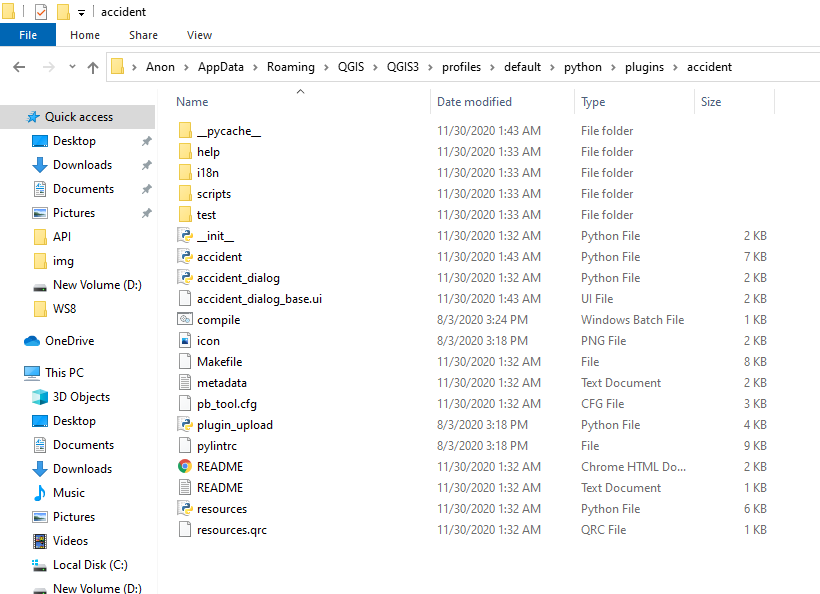 accident
File Home Share View
Anon AppData Roaming QGIS QGIS3 profiles default python plugins accident
Name Date modified Type Size
Quick access
Desktop
Downloads
Documents
Pictures
API
img
New Volume (D:)
WS8
OneDrive
This PC
3D Objects
Desktop
Documents
Downloads
Music
Pictures
Videos
Local Disk (C:)
New Volume (D:)
__pycache__ 11/30/2020 1:43 AM File folder
help 11/30/2020 1:33 AM File folder
i18n 11/30/2020 1:33 AM File folder
scripts 11/30/2020 1:33 AM File folder
test 11/30/2020 1:33 AM File folder
__init__ 11/30/2020 1:32 AM Python File 2 KB
accident 11/30/2020 1:43 AM Python File 7 KB
accident_dialog 11/30/2020 1:32 AM Python File 2 KB
accident_dialog_base.ui 11/30/2020 1:43 AM UI File 2 KB
compile 8/3/2020 3:24 PM Windows Batch File 1 KB
icon 8/3/2020 3:18 PM PNG File 2 KB
Makefile 11/30/2020 1:32 AM File 8 KB
metadata 11/30/2020 1:32 AM Text Document 2 KB
pb_tool.cfg 11/30/2020 1:32 AM CFG File 3 KB
plugin_upload 8/3/2020 3:18 PM Python File 4 KB
pylintrc 8/3/2020 3:18 PM File 9 KB
README 11/30/2020 1:32 AM Chrome HTML Do... 2 KB
README 11/30/2020 1:32 AM Text Document 1 KB
resources 11/30/2020 1:32 AM Python File 6 KB
resources.qrc 11/30/2020 1:32 AM QRC File 1 KB